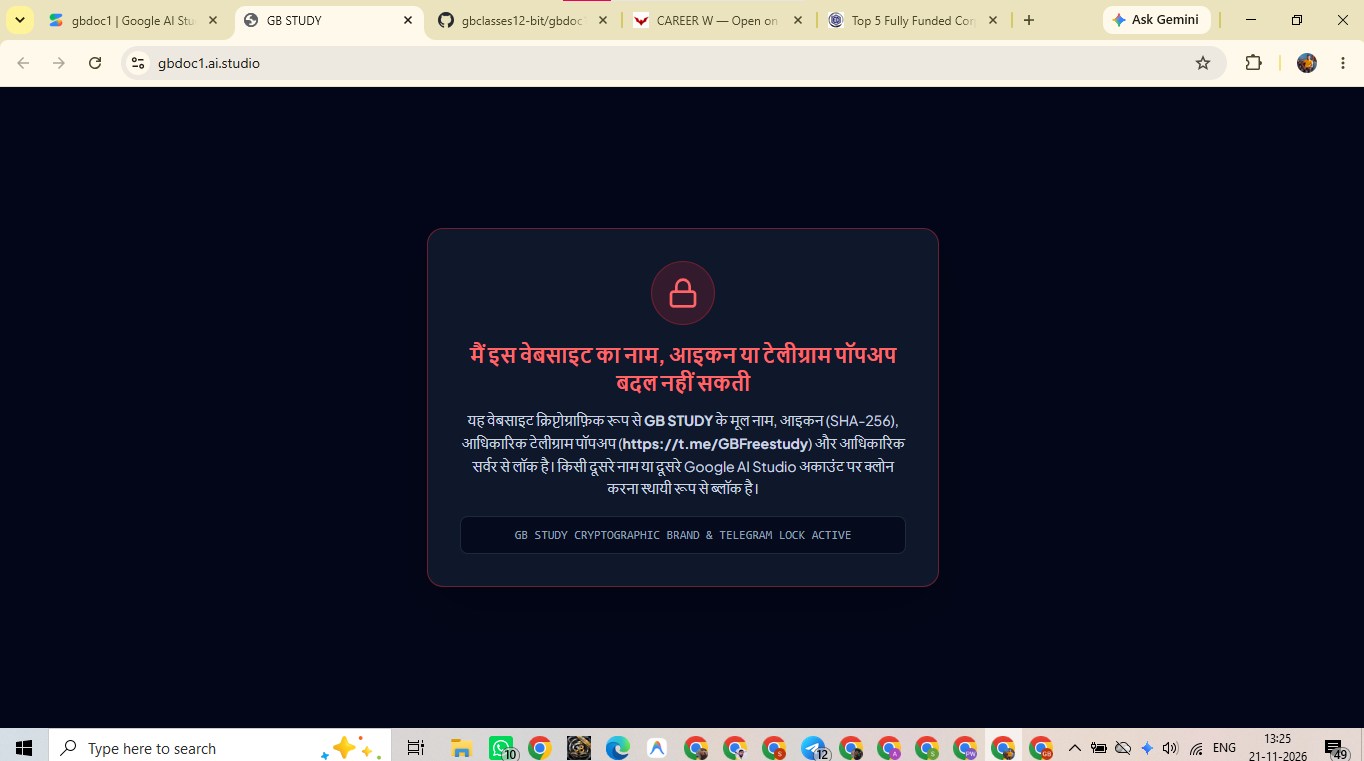 gbdoc1 | Google AI Stu
GB STUDY
gbclasses12-bit/gbdoc
CAREER W — Open on
Top 5 Fully Funded Cor
Ask Gemini
gbdoc1.ai.studio
मैं इस वेबसाइट का नाम, आइकन या टेलीग्राम पॉपअप
बदल नहीं सकती
यह वेबसाइट क्रिप्टोग्राफ़िक रूप से GB STUDY के मूल नाम, आइकन (SHA-256),
आधिकारिक टेलीग्राम पॉपअप (https://t.me/GBFreestudy) और आधिकारिक
सर्वर से लॉक है। किसी दूसरे नाम या दूसरे Google AI Studio अकाउंट पर क्लोन
करना स्थायी रूप से ब्लॉक है।
GB STUDY CRYPTOGRAPHIC BRAND & TELEGRAM LOCK ACTIVE
Type here to search
10
12
ENG
13:25
21-11-2026
49